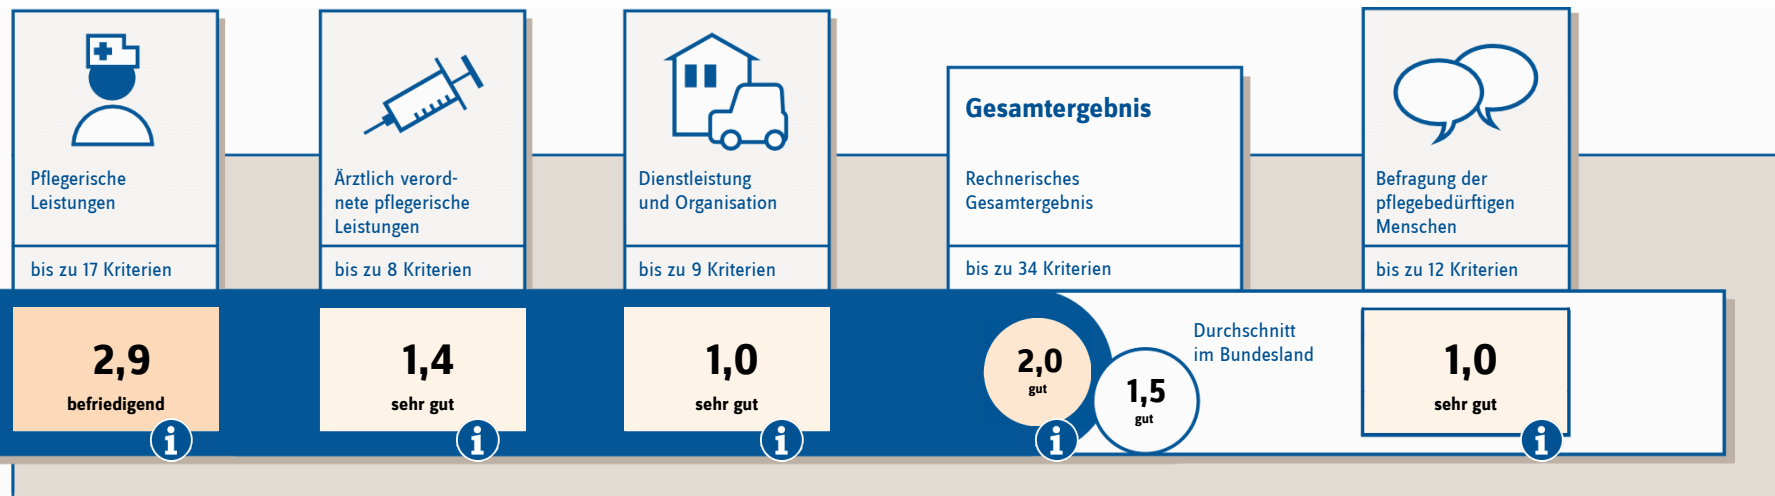 Pflegerische
Leistungen
bis zu 17 Kriterien
2,9
befriedigend
i
Ärztlich verord-
nete pflegerische
Leistungen
bis zu 8 Kriterien
1,4
sehr gut
i
Dienstleistung
und Organisation
bis zu 9 Kriterien
1,0
sehr gut
i
Gesamtergebnis
Rechnerisches
Gesamtergebnis
bis zu 34 Kriterien
2,0
gut
i
1,5
gut
Durchschnitt
im Bundesland
Befragung der
pflegebedürftigen
Menschen
bis zu 12 Kriterien
1,0
sehr gut
i